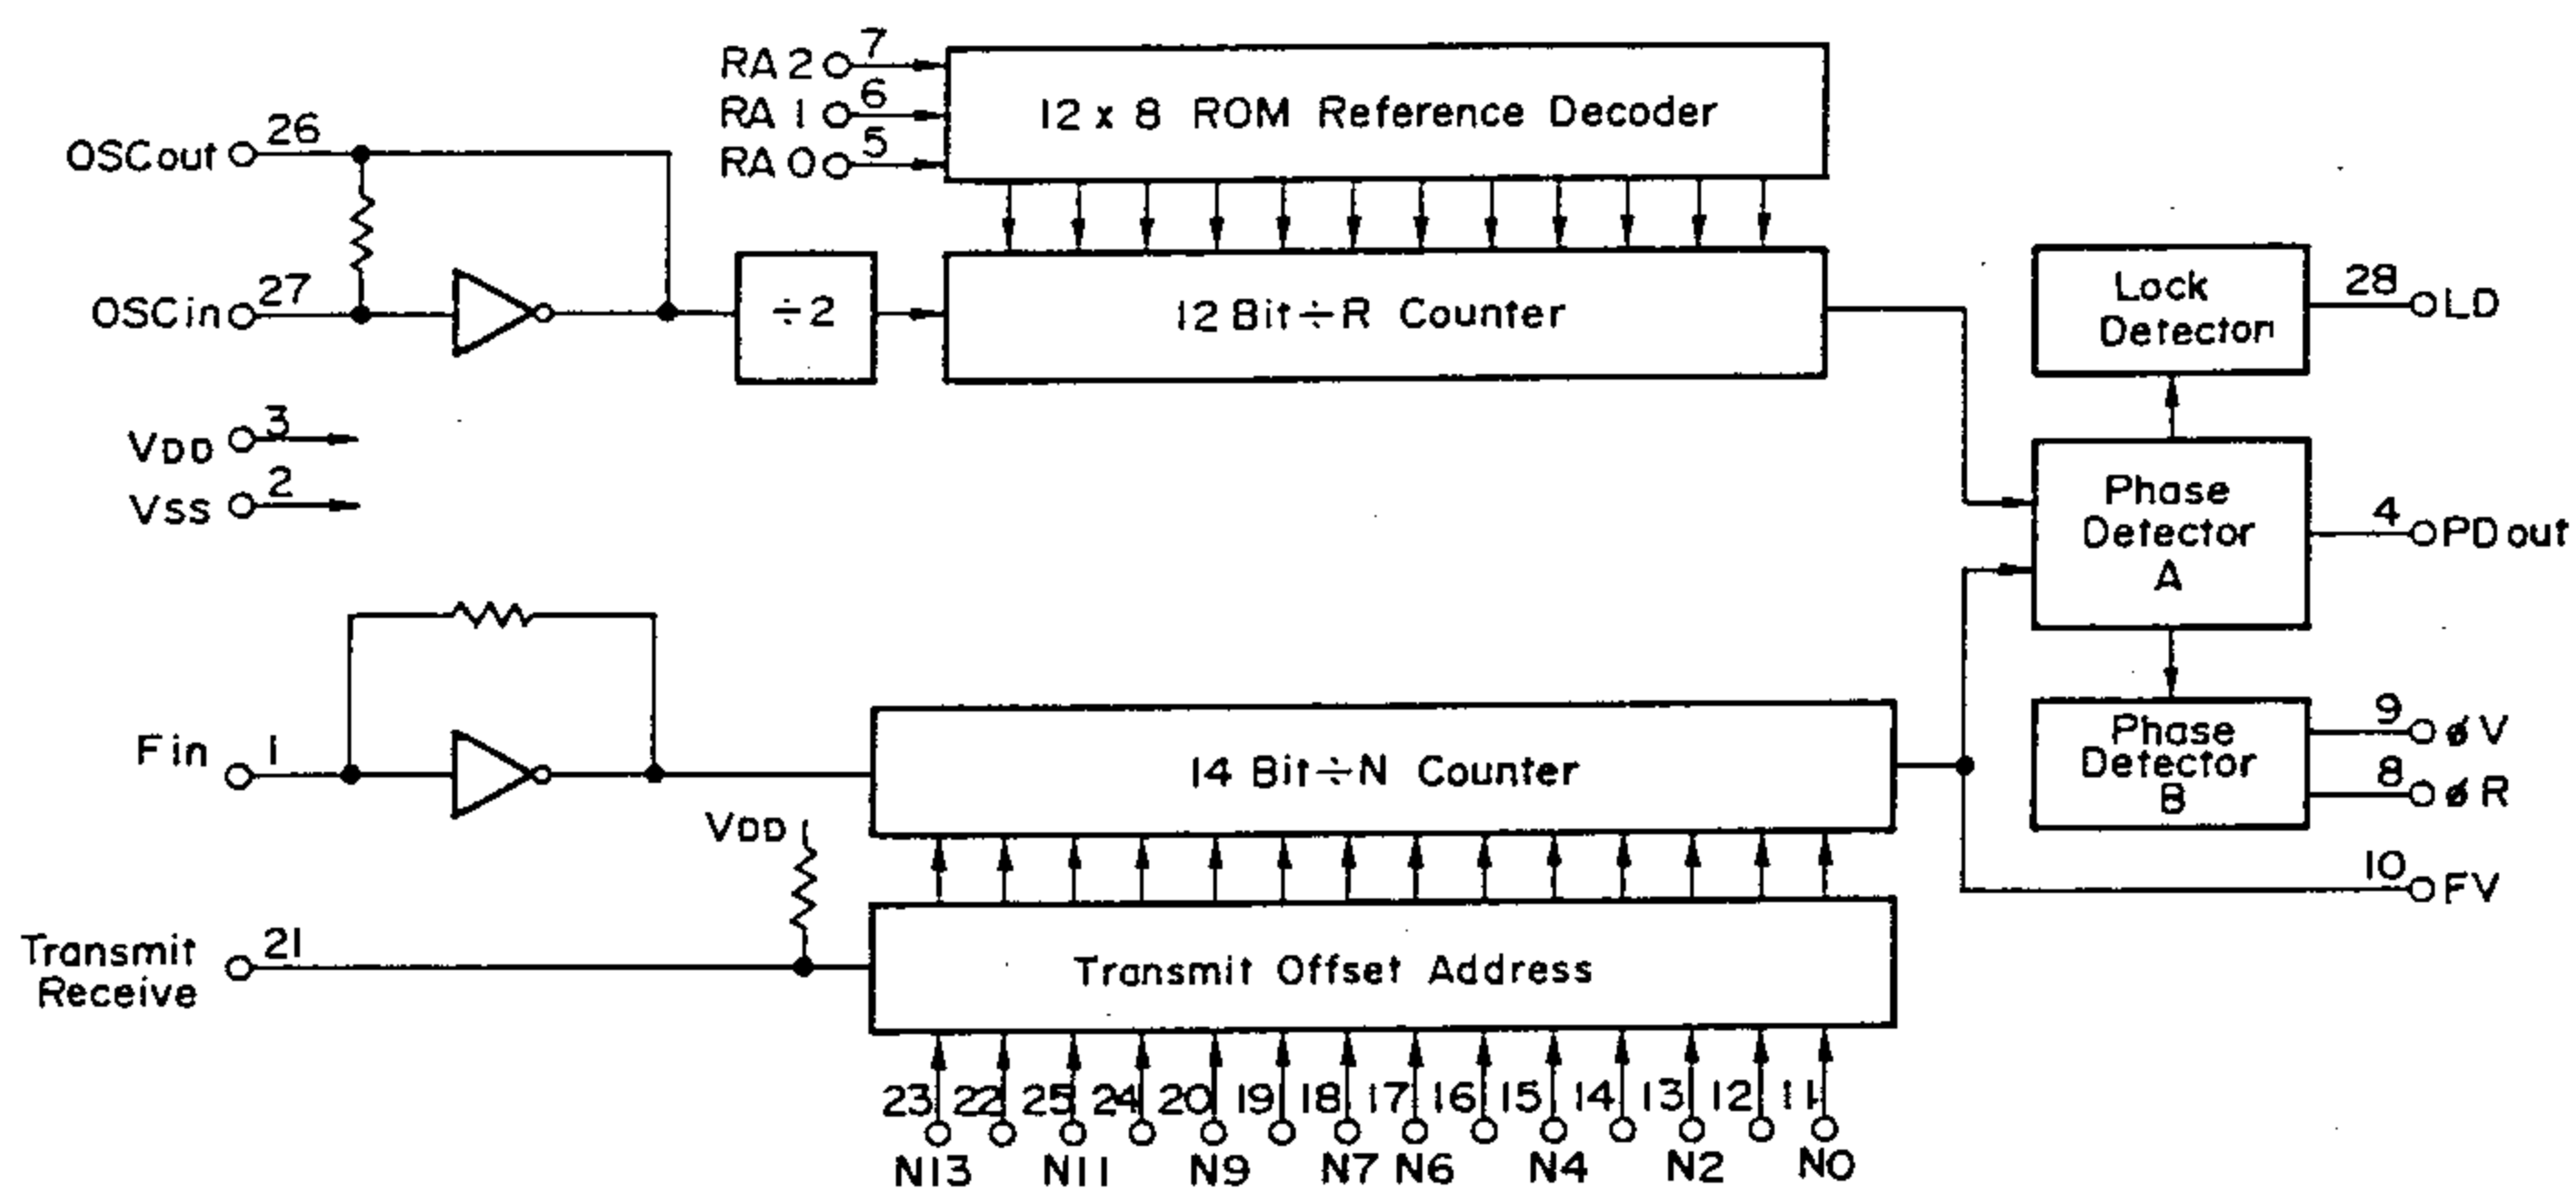 RA 2 7
RA 1 6
RA 0 5
12 x 8 ROM Reference Decoder
OSCout 26
OSCin 27
÷2
12 Bit÷R Counter
Lock
Detecton
28 LD
VDD 3
VSS 2
Phase
Detector
A
4 PDout
Fin 1
14 Bit÷N Counter
Phase
Detector
B
9 øV
8 øR
VDD
10 FV
Transmit
Receive
21
Transmit Offset Address
23 22 25 24 20 19 18 17 16 15 14 13 12 11
N13 N11 N9 N7 N6 N4 N2 N0